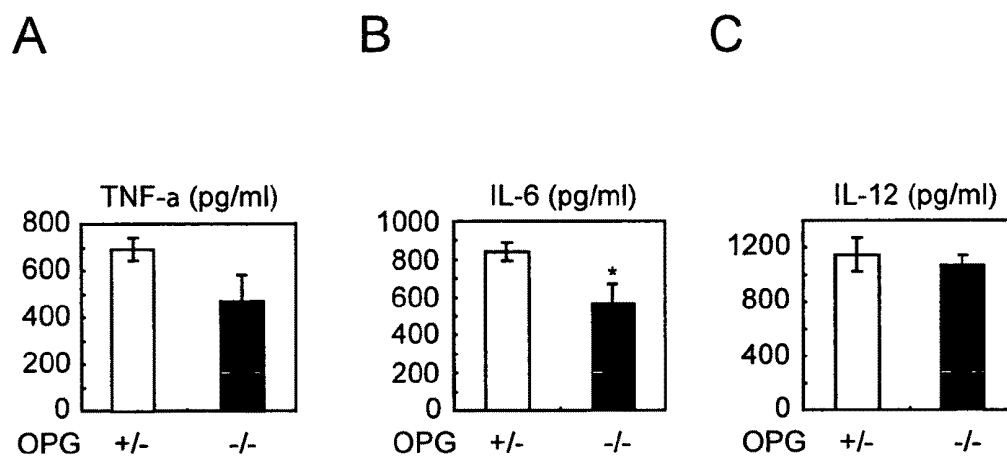 A
B
C
TNF-a (pg/ml)
800
600
400
200
0
OPG +/- -/-
IL-6 (pg/ml)
1000
800
600
400
200
0
*
OPG +/- -/-
IL-12 (pg/ml)
1200
800
400
0
OPG +/- -/-